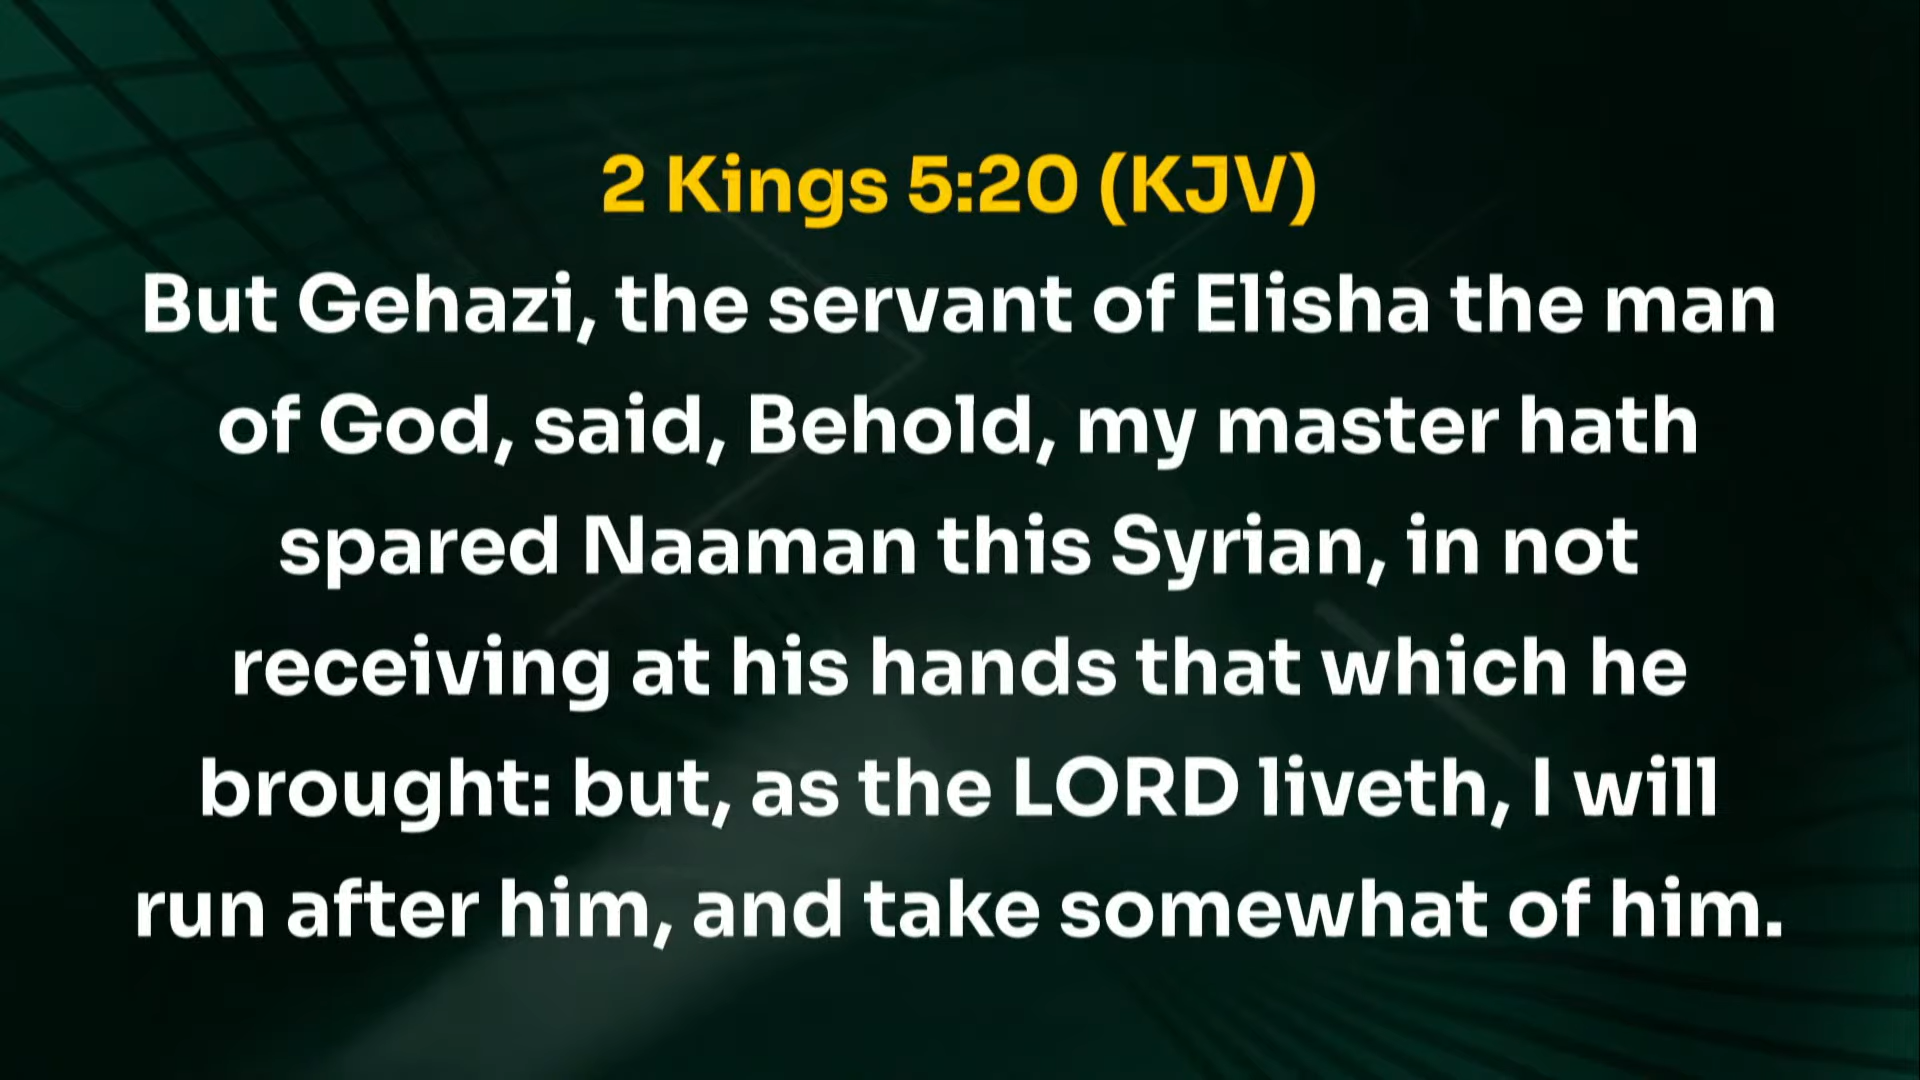 2 Kings 5:20 (KJV)
But Gehazi, the servant of Elisha the man
of God, said, Behold, my master hath
spared Naaman this Syrian, in not
receiving at his hands that which he
brought: but, as the LORD liveth, I will
run after him, and take somewhat of him.